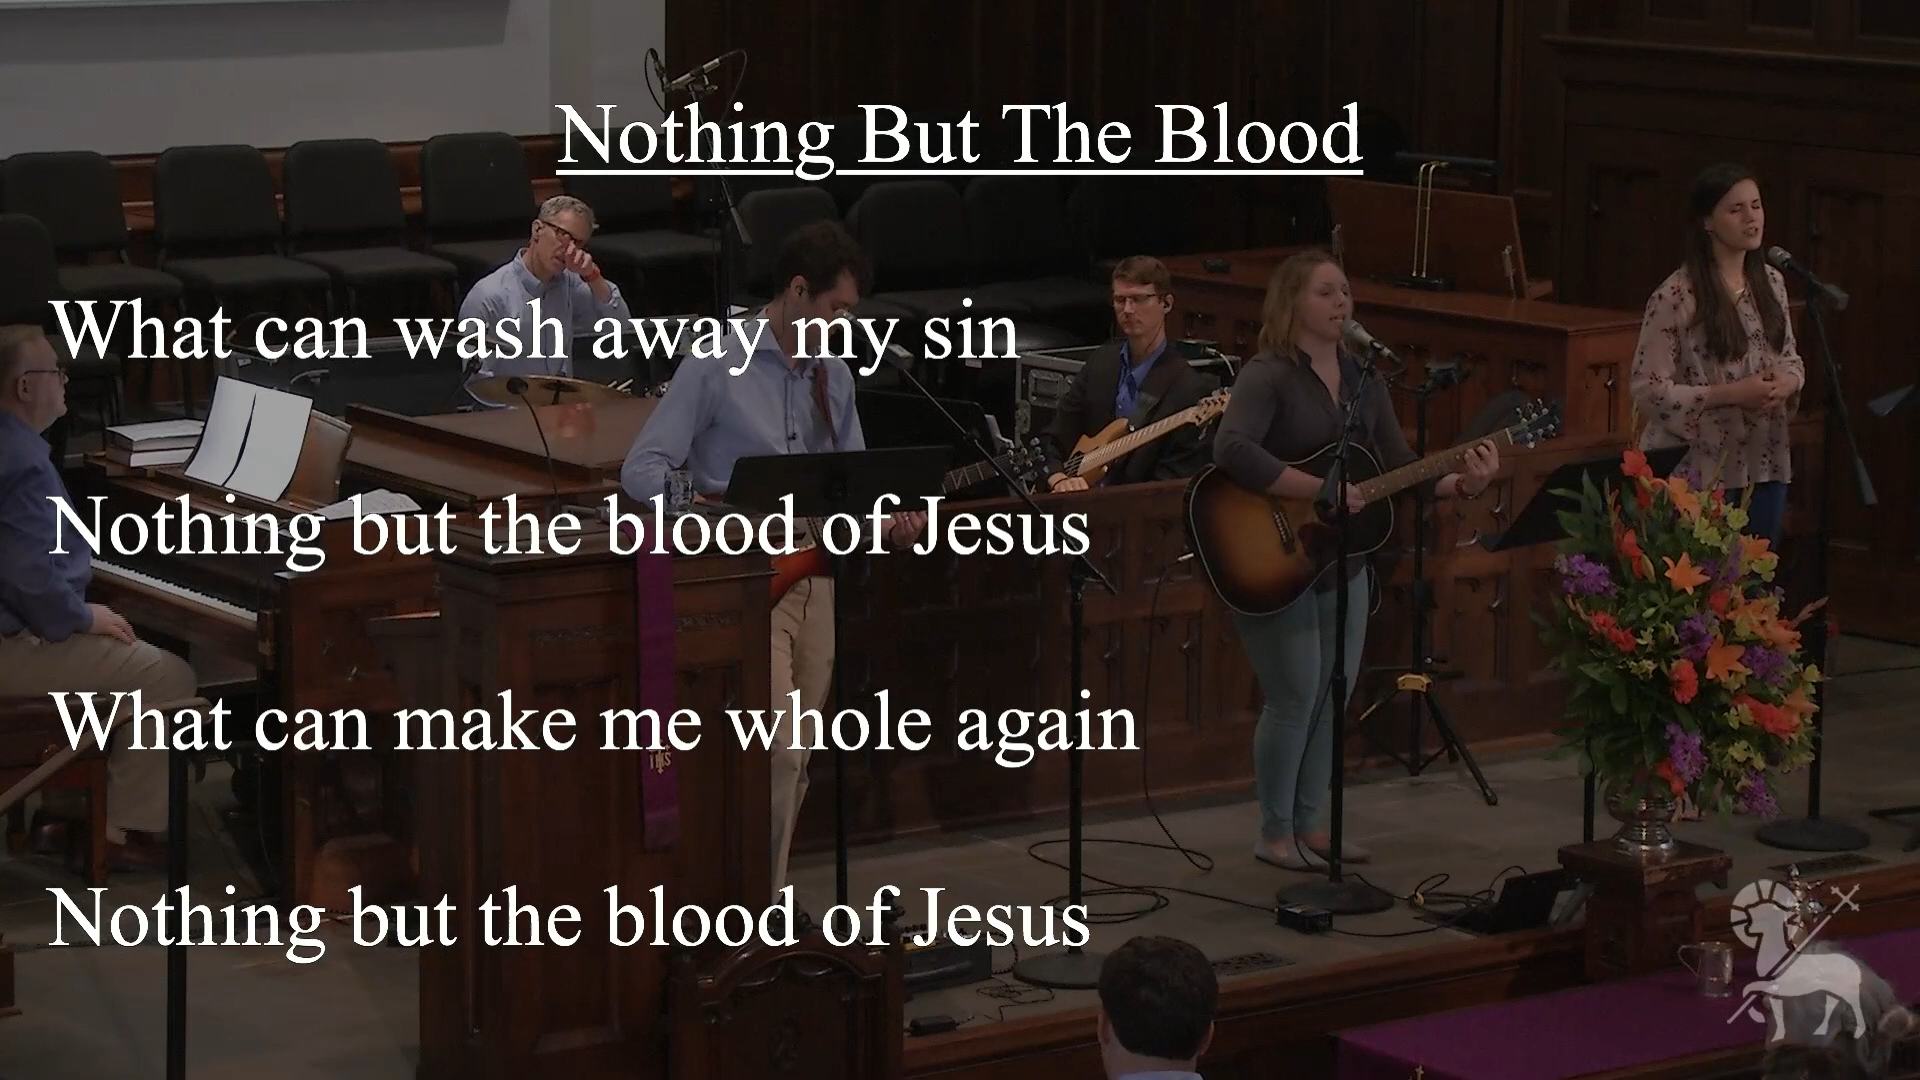 Nothing But The Blood
What can wash away my sin
Nothing but the blood of Jesus
What can make me whole again
IHS
Nothing but the blood of Jesus